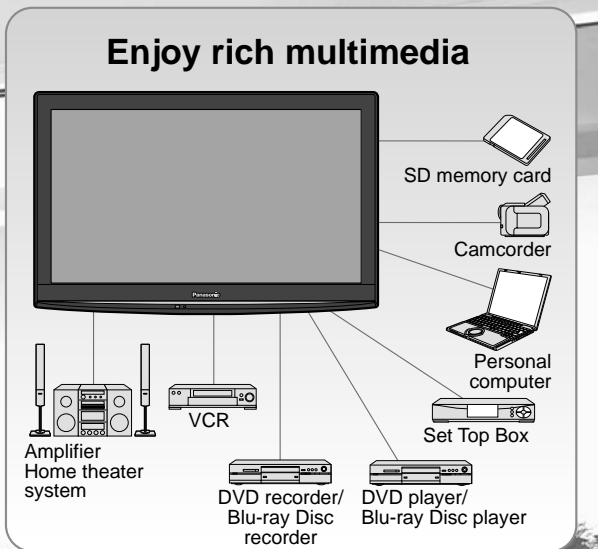 Enjoy rich multimedia
Panasonic
SD memory card
Camcorder
Personal
computer
Set Top Box
VCR
Amplifier
Home theater
system
DVD recorder/
Blu-ray Disc
recorder
DVD player/
Blu-ray Disc player